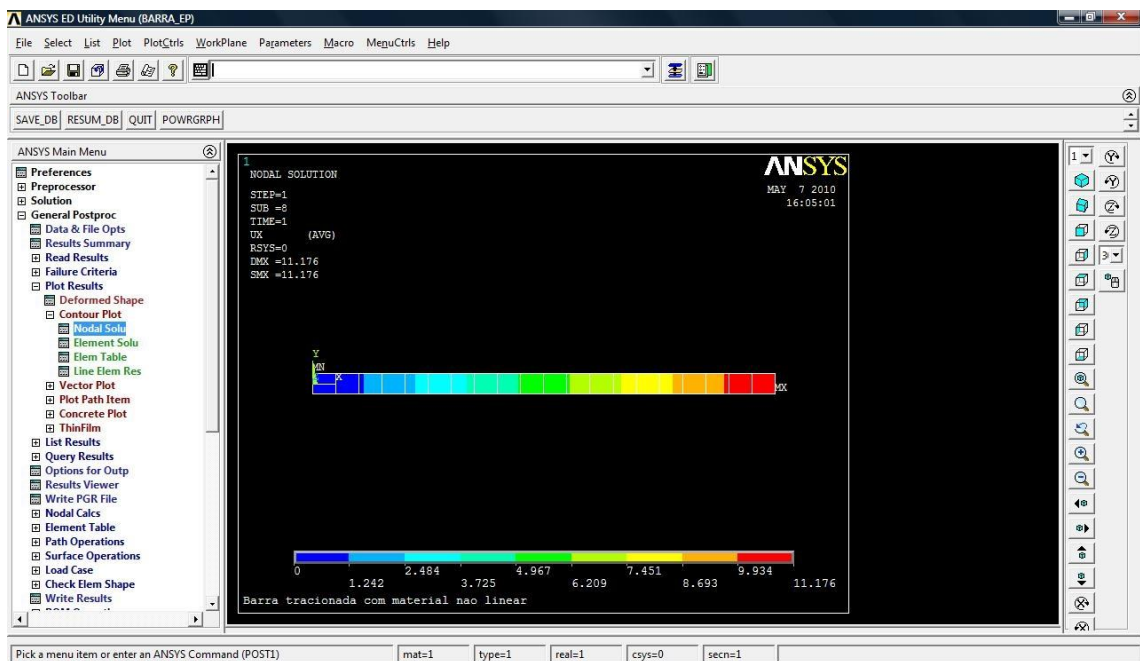 ANSYS ED Utility Menu (BARRA_EP)
File Select List Plot PlotCtrls WorkPlane Parameters Macro MenuCtrls Help
ANSYS Toolbar
SAVE_DB RESUM_DB QUIT POWRGRPH
ANSYS Main Menu
Preferences
Preprocessor
Solution
General Postproc
Data & File Opts
Results Summary
Read Results
Failure Criteria
Plot Results
Deformed Shape
Contour Plot
Nodal Solu
Element Solu
Elem Table
Line Elem Res
Vector Plot
Plot Path Item
Concrete Plot
ThinFilm
List Results
Query Results
Options for Outp
Results Viewer
Write PGR File
Nodal Calcs
Element Table
Path Operations
Surface Operations
Load Case
Check Elem Shape
Write Results
1
NODAL SOLUTION
STEP=1
SUB =8
TIME=1
UX (AVG)
RSYS=0
DMX =11.176
SMX =11.176
ANSYS
MAY 7 2010
16:05:01
Y
MN
X
MX
0 2.484 4.967 7.451 9.934
1.242 3.725 6.209 8.693 11.176
Barra tracionada com material nao linear
1
Pick a menu item or enter an ANSYS Command (POST1) mat=1 type=1 real=1 csys=0 secn=1